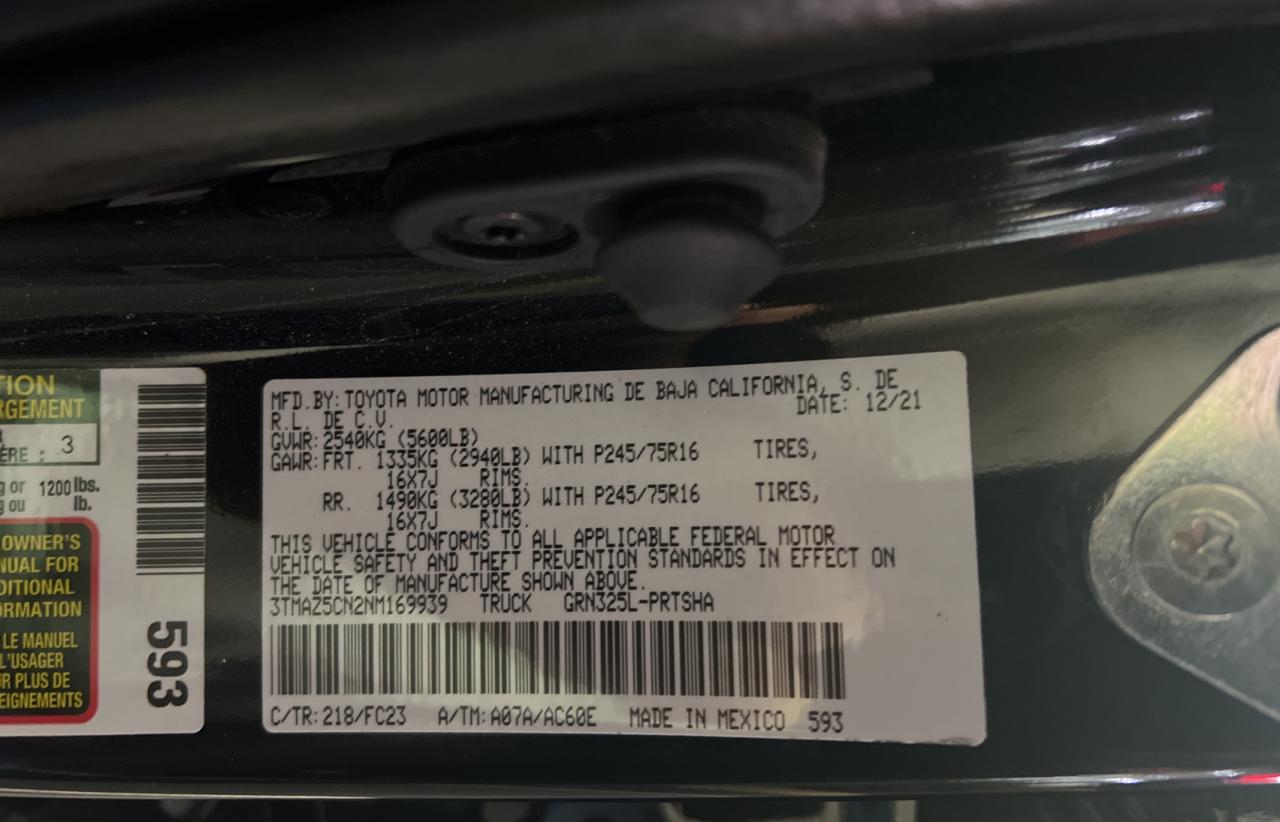 TION
RGEMENT
ÈRE : 3
g or 1200 lbs.
g ou lb.
OWNER'S
NUAL FOR
DITIONAL
ORMATION
LE MANUEL
L'USAGER
R PLUS DE
EIGNEMENTS
593
MFD.BY: TOYOTA MOTOR MANUFACTURING DE BAJA CALIFORNIA, S. DE
R.L. DE C.V. DATE: 12/21
GVWR: 2540KG (5600LB)
GAWR: FRT. 1335KG (2940LB) WITH P245/75R16 TIRES,
16X7J RIMS.
RR. 1490KG (3280LB) WITH P245/75R16 TIRES,
16X7J RIMS.
THIS VEHICLE CONFORMS TO ALL APPLICABLE FEDERAL MOTOR
VEHICLE SAFETY AND THEFT PREVENTION STANDARDS IN EFFECT ON
THE DATE OF MANUFACTURE SHOWN ABOVE.
3TMAZ5CN2NM169939 TRUCK GRN325L-PRTSHA
C/TR: 218/FC23 A/TM: A07A/AC60E MADE IN MEXICO 593